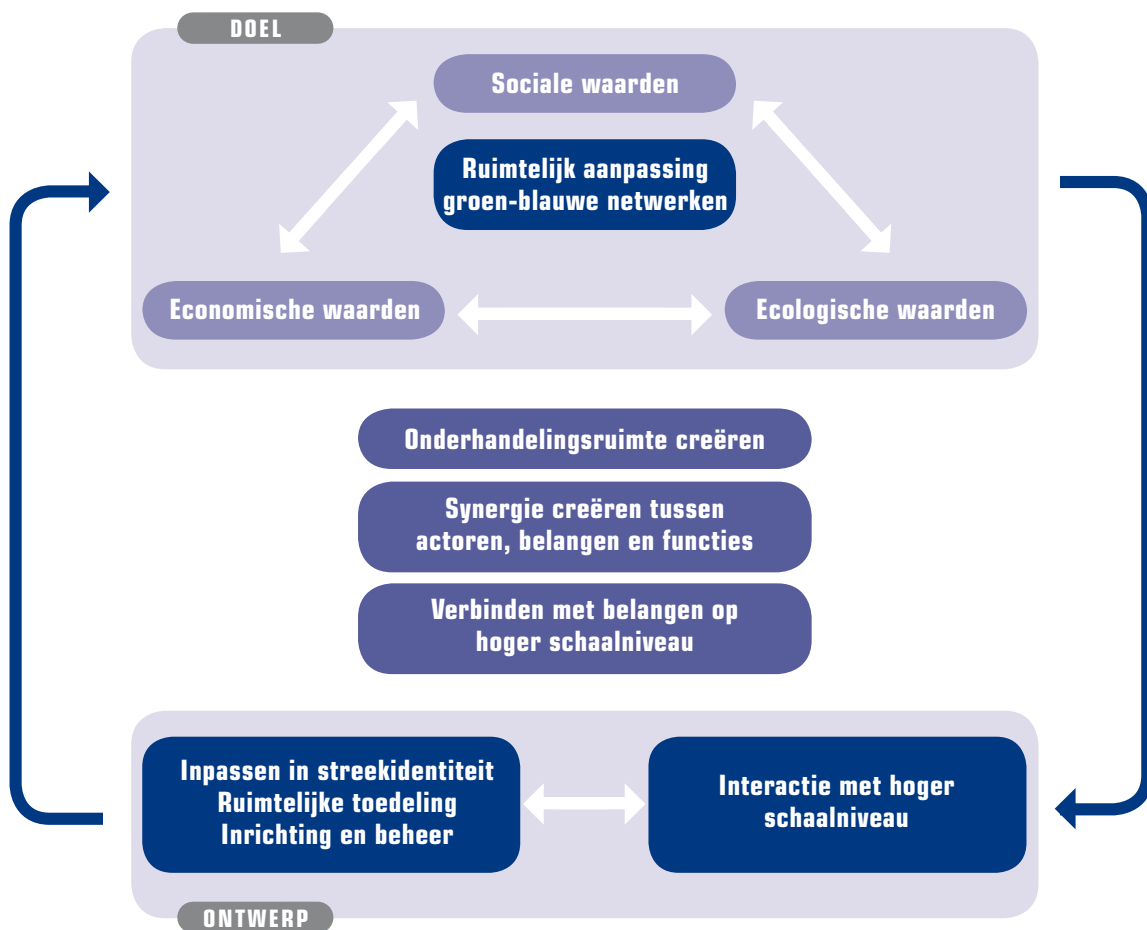 DOEL
Sociale waarden
Ruimtelijk aanpassing
groen-blauwe netwerken
Economische waarden
Ecologische waarden
Onderhandelingsruimte creëren
Synergie creëren tussen
actoren, belangen en functies
Verbinden met belangen op
hoger schaalniveau
Inpassen in streekidentiteit
Ruimtelijke toedeling
Inrichting en beheer
Interactie met hoger
schaalniveau
ONTWERP